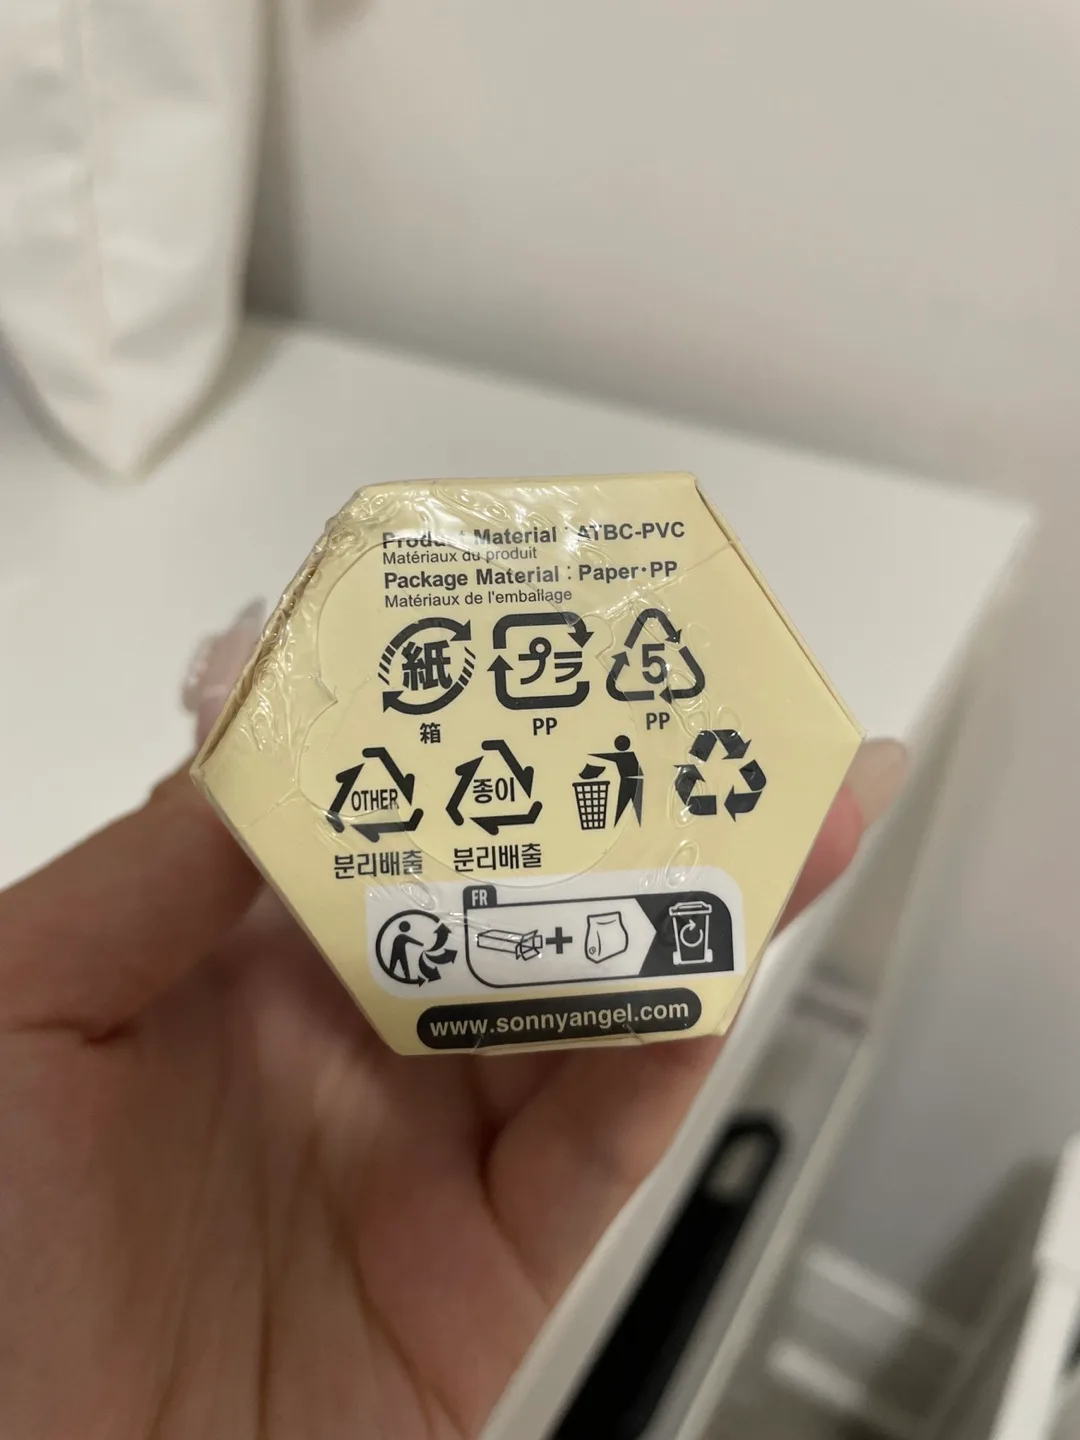 Product Material : ATBC-PVC
Matériaux du produit
Package Material : Paper・PP
Matériaux de l'emballage
紙 プラ 5
箱 PP PP
OTHER 종이
분리배출 분리배출
FR
+
www.sonnyangel.com